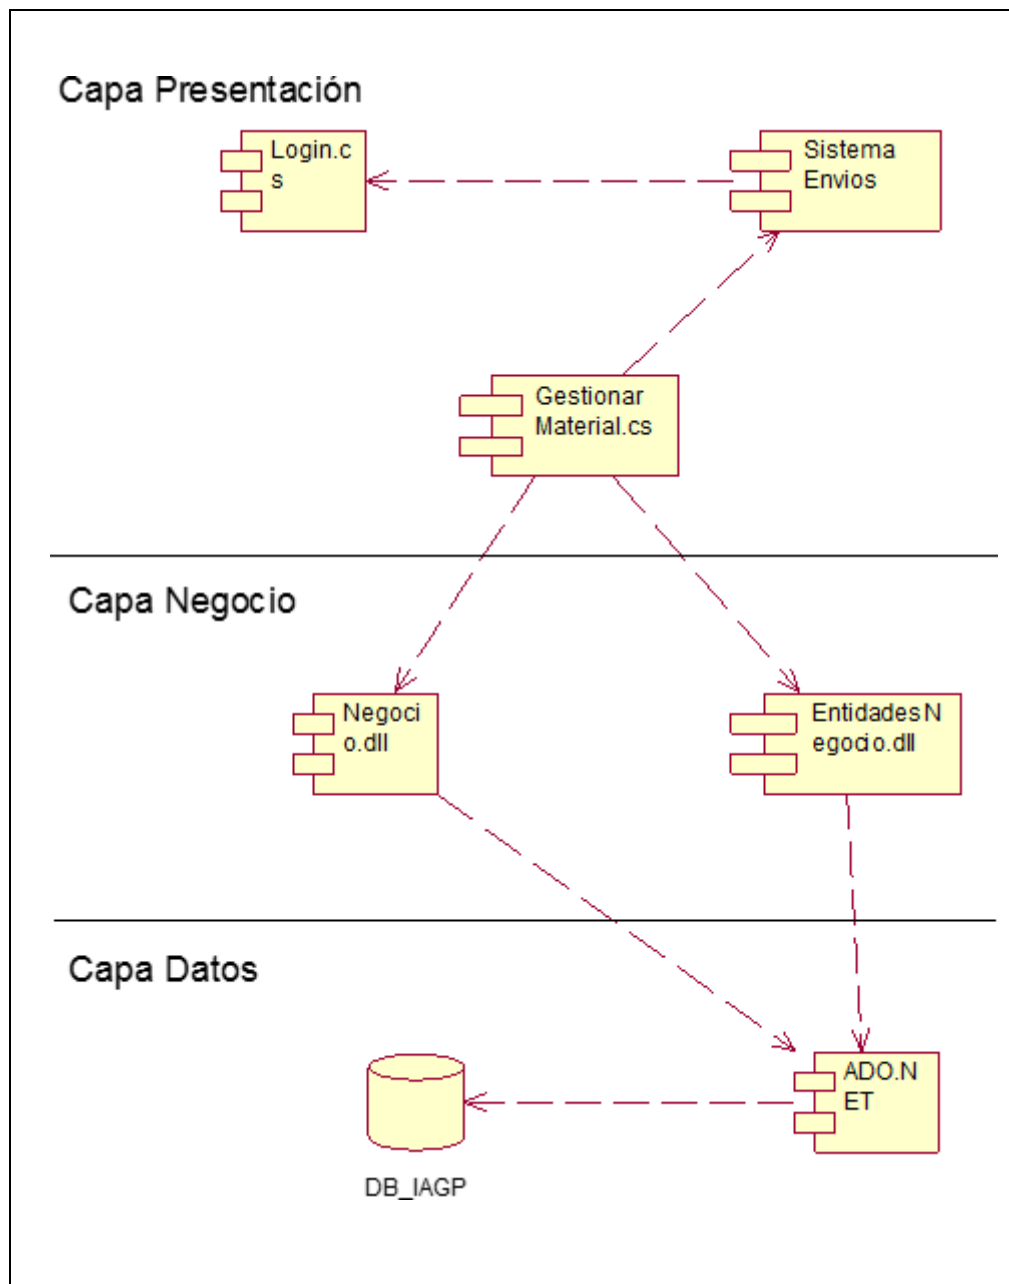 Capa Presentación
Login.c
s
Sistema
Envios
Gestionar
Material.cs
Capa Negocio
Negoci
o.dll
EntidadesN
egocio.dll
Capa Datos
ADO.N
ET
DB_IAGP